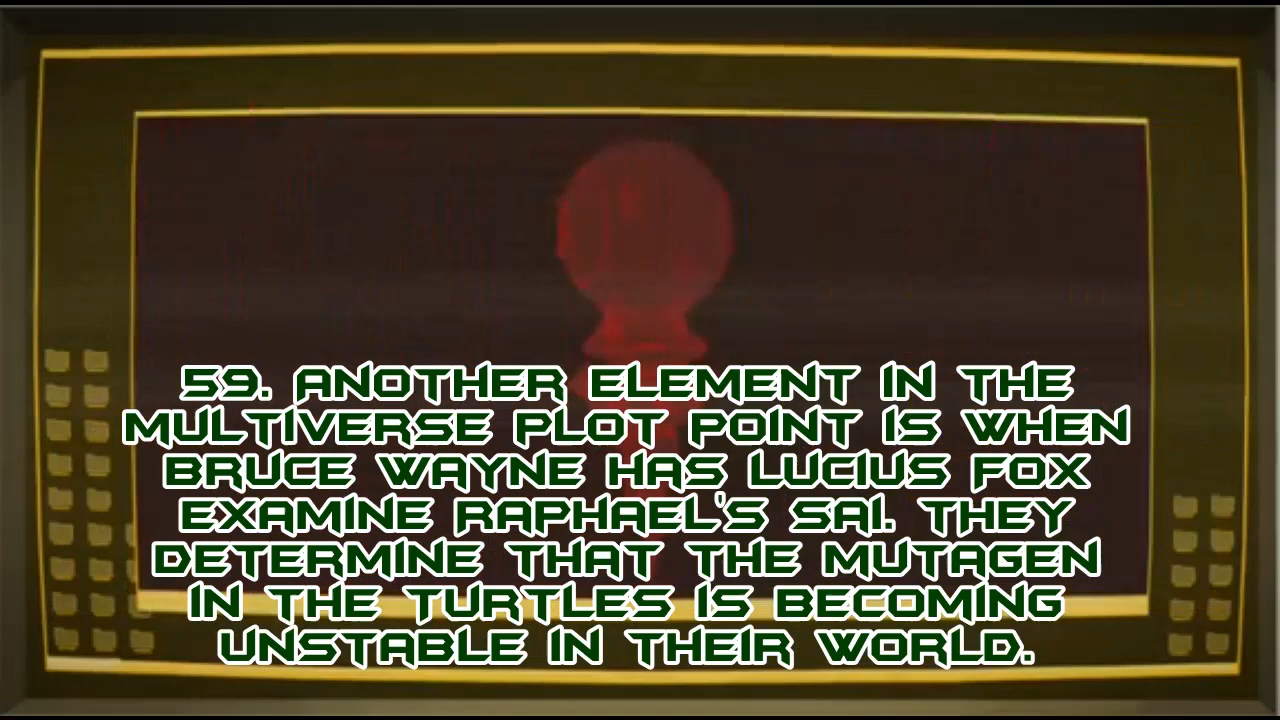 59. ANOTHER ELEMENT IN THE
MULTIVERSE PLOT POINT IS WHEN
BRUCE WAYNE HAS LUCIUS FOX
EXAMINE RAPHAEL'S SAI. THEY
DETERMINE THAT THE MUTAGEN
IN THE TURTLES IS BECOMING
UNSTABLE IN THEIR WORLD.